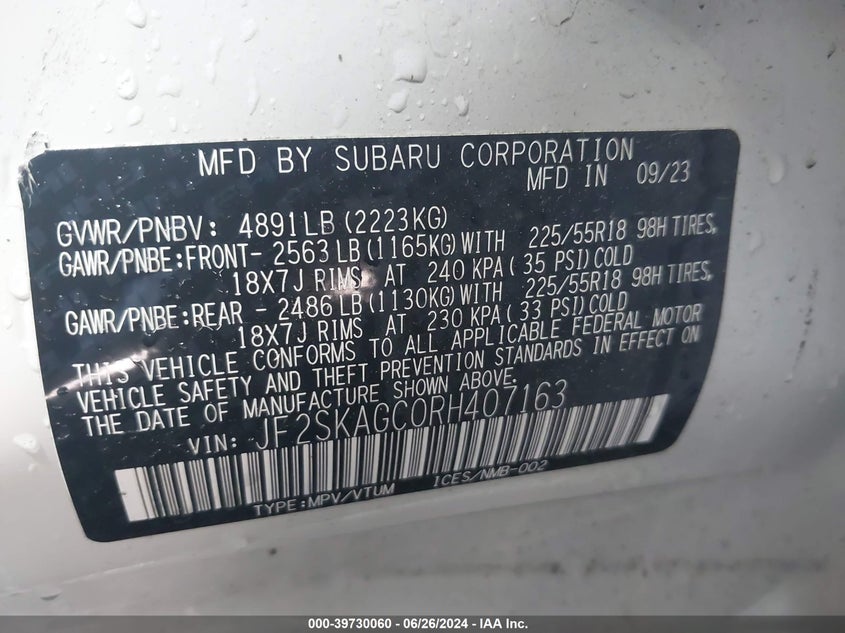 MFD BY SUBARU CORPORATION
MFD IN 09/23
GVWR/PNBV: 4891LB (2223KG)
GAWR/PNBE:FRONT- 2563LB (1165KG) WITH 225/55R18 98H TIRES,
18X7J RIMS AT 240 KPA( 35 PSI) COLD
GAWR/PNBE:REAR - 2486LB (1130KG) WITH 225/55R18 98H TIRES,
18X7J RIMS AT 230 KPA( 33 PSI) COLD
THIS VEHICLE CONFORMS TO ALL APPLICABLE FEDERAL MOTOR
VEHICLE SAFETY AND THEFT PREVENTION STANDARDS IN EFFECT ON
THE DATE OF MANUFACTURE SHOWN ABOVE.
VIN: JF2SKAGC0RH407163
TYPE:MPV/VTUM ICES/NMB-002
000-39730060 - 06/26/2024 - IAA Inc.